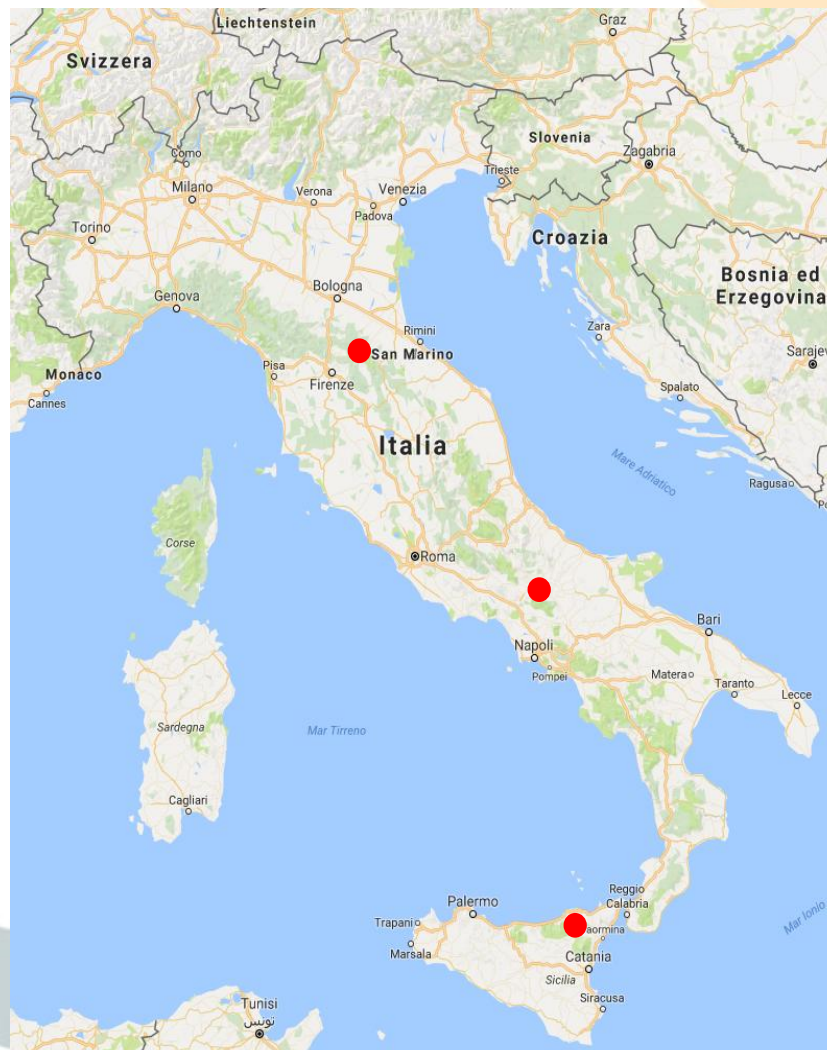 Liechtenstein
Graz
Svizzera
Slovenia
Zagabria
Como
Trieste
Milano
Verona
Venezia
Padova
Torino
Croazia
Bosnia ed
Erzegovina
Bologna
Genova
Rimini
Zara
San Marino
Sarajev
Pisa
Monaco
Firenze
Cannes
Spalato
Italia
Mare Adriatico
Ragusa
Corse
Roma
Bari
Napoli
Pompei
Matera
Taranto
Lecce
Sardegna
Mar Tirreno
Cagliari
Reggio
Calabria
Palermo
Trapani
aormina
Mar Ionio
Marsala
Catania
Sicilia
Siracusa
Tunisi
تونس